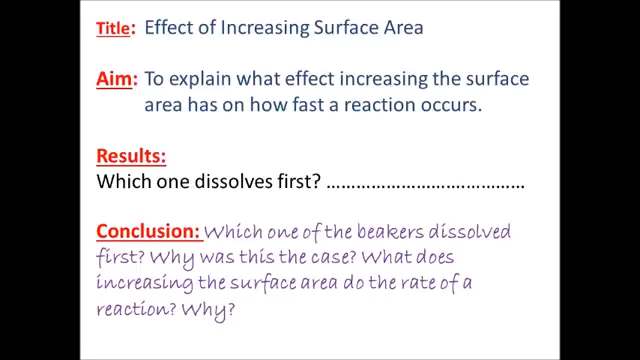 Title: Effect of Increasing Surface Area
Aim: To explain what effect increasing the surface
area has on how fast a reaction occurs.
Results:
Which one dissolves first? ……………………………………
Conclusion: Which one of the beakers dissolved
first? Why was this the case? What does
increasing the surface area do the rate of a
reaction? Why?